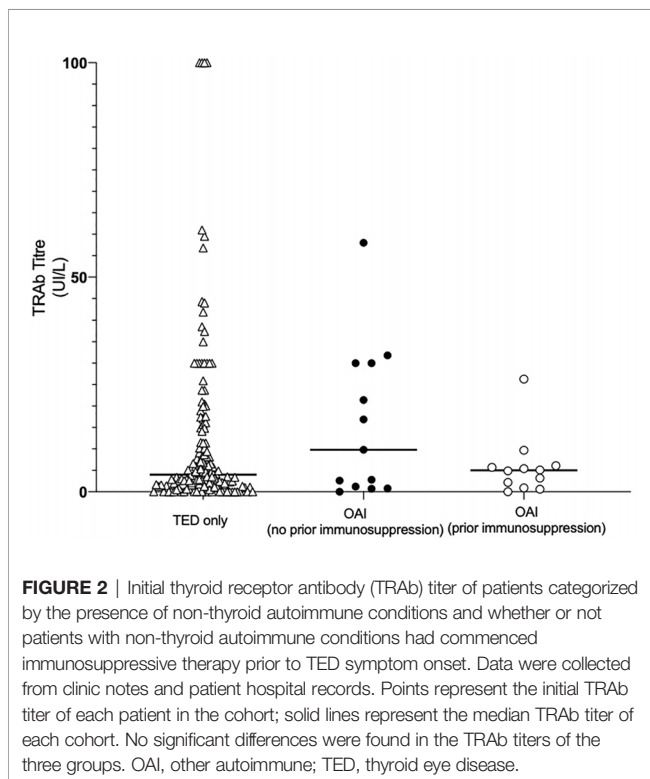 100
50
0
TRAb Titre
(UI/L)
TED only
OAI
(no prior immunosuppression)
OAI
(prior immunosuppression)
FIGURE 2 | Initial thyroid receptor antibody (TRAb) titer of patients categorized
by the presence of non-thyroid autoimmune conditions and whether or not
patients with non-thyroid autoimmune conditions had commenced
immunosuppressive therapy prior to TED symptom onset. Data were collected
from clinic notes and patient hospital records. Points represent the initial TRAb
titer of each patient in the cohort; solid lines represent the median TRAb titer of
each cohort. No significant differences were found in the TRAb titers of the
three groups. OAI, other autoimmune; TED, thyroid eye disease.